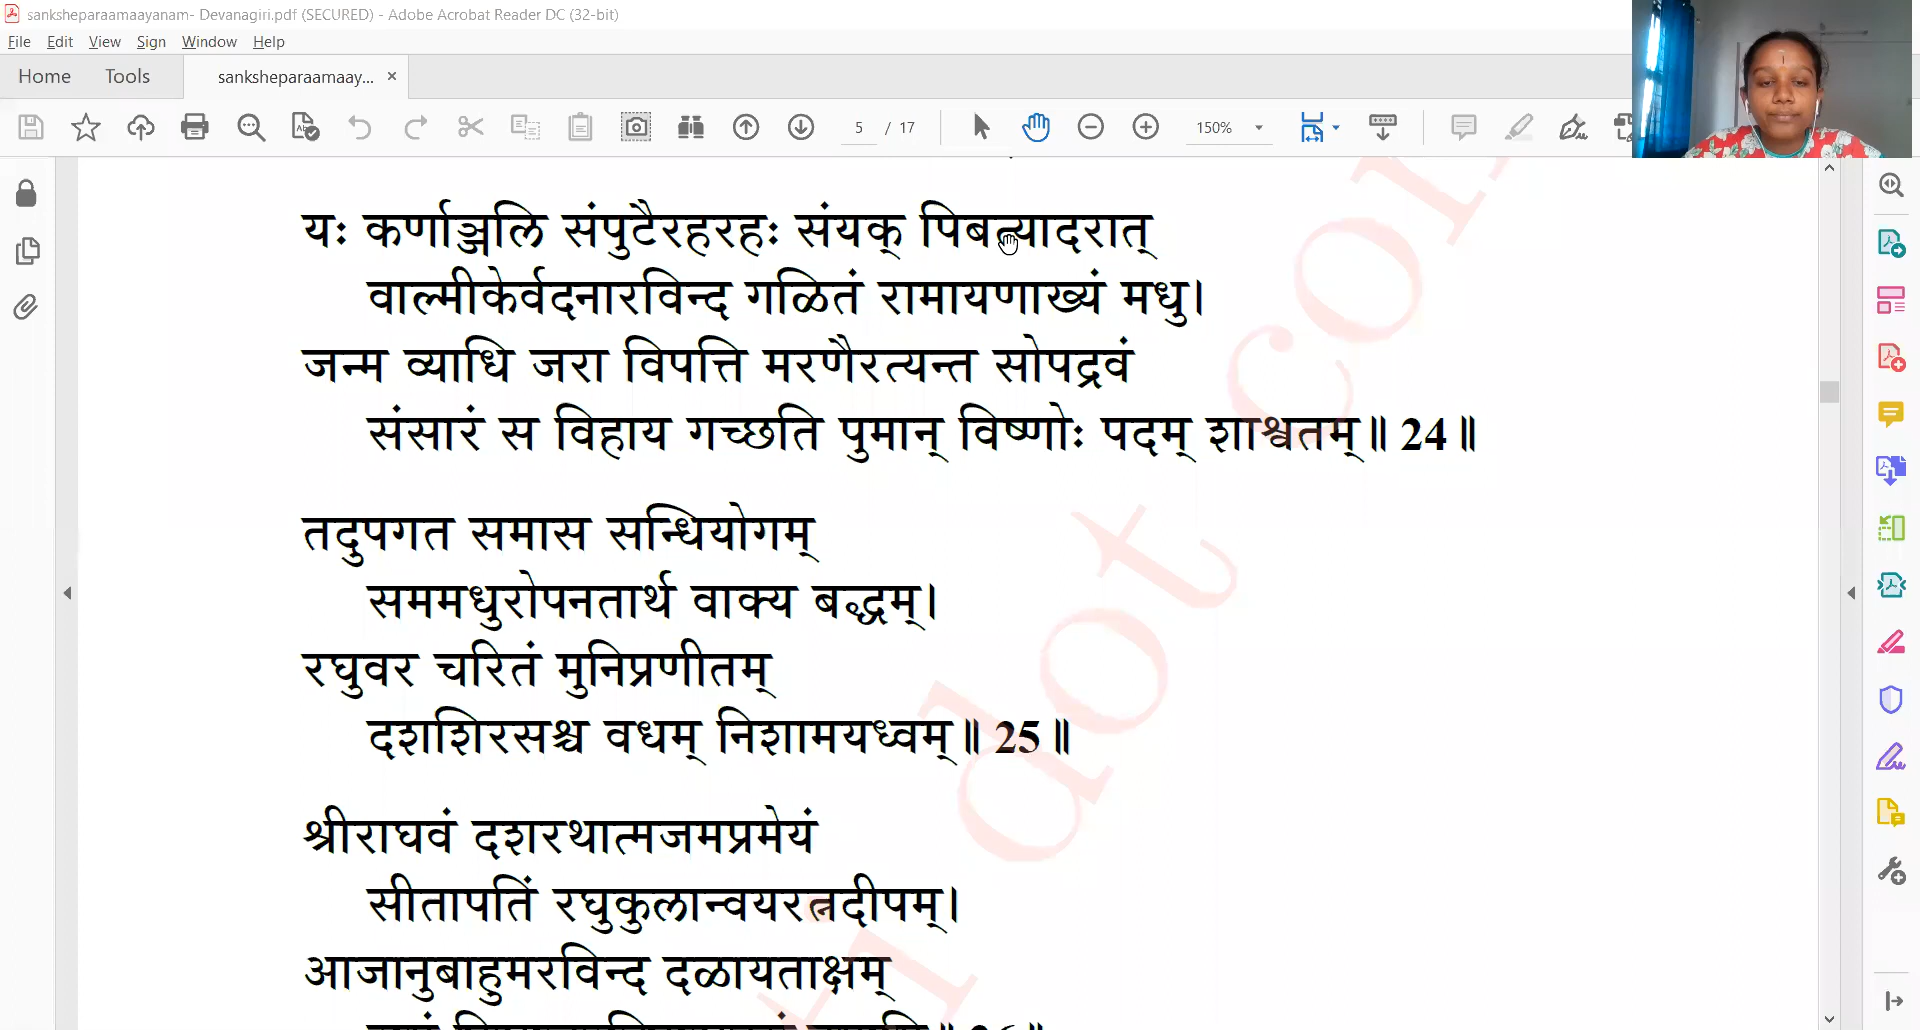 sanksheparaamaayanam- Devanagiri.pdf (SECURED) - Adobe Acrobat Reader DC (32-bit)
File Edit View Sign Window Help
Home Tools sanksheparaamaay... ×
5 / 17 150%
यः कर्णाञ्जलि संपुटैरहरहः संयक् पिबत्यादरात्
वाल्मीकेर्वदनारविन्द गळितं रामायणाख्यं मधु।
जन्म व्याधि जरा विपत्ति मरणैरत्यन्त सोपद्रवं
संसारं स विहाय गच्छति पुमान् विष्णोः पदम् शाश्वतम्॥ 24॥
तदुपगत समास सन्धियोगम्
सममधुरोपनतार्थ वाक्य बद्धम्।
रघुवर चरितं मुनिप्रणीतम्
दशशिरसश्च वधम् निशामयध्वम्॥ 25॥
श्रीराघवं दशरथात्मजमप्रमेयं
सीतापतिं रघुकुलान्वयरत्नदीपम्।
आजानुबाहुमरविन्द दळायताक्षम्
dot com